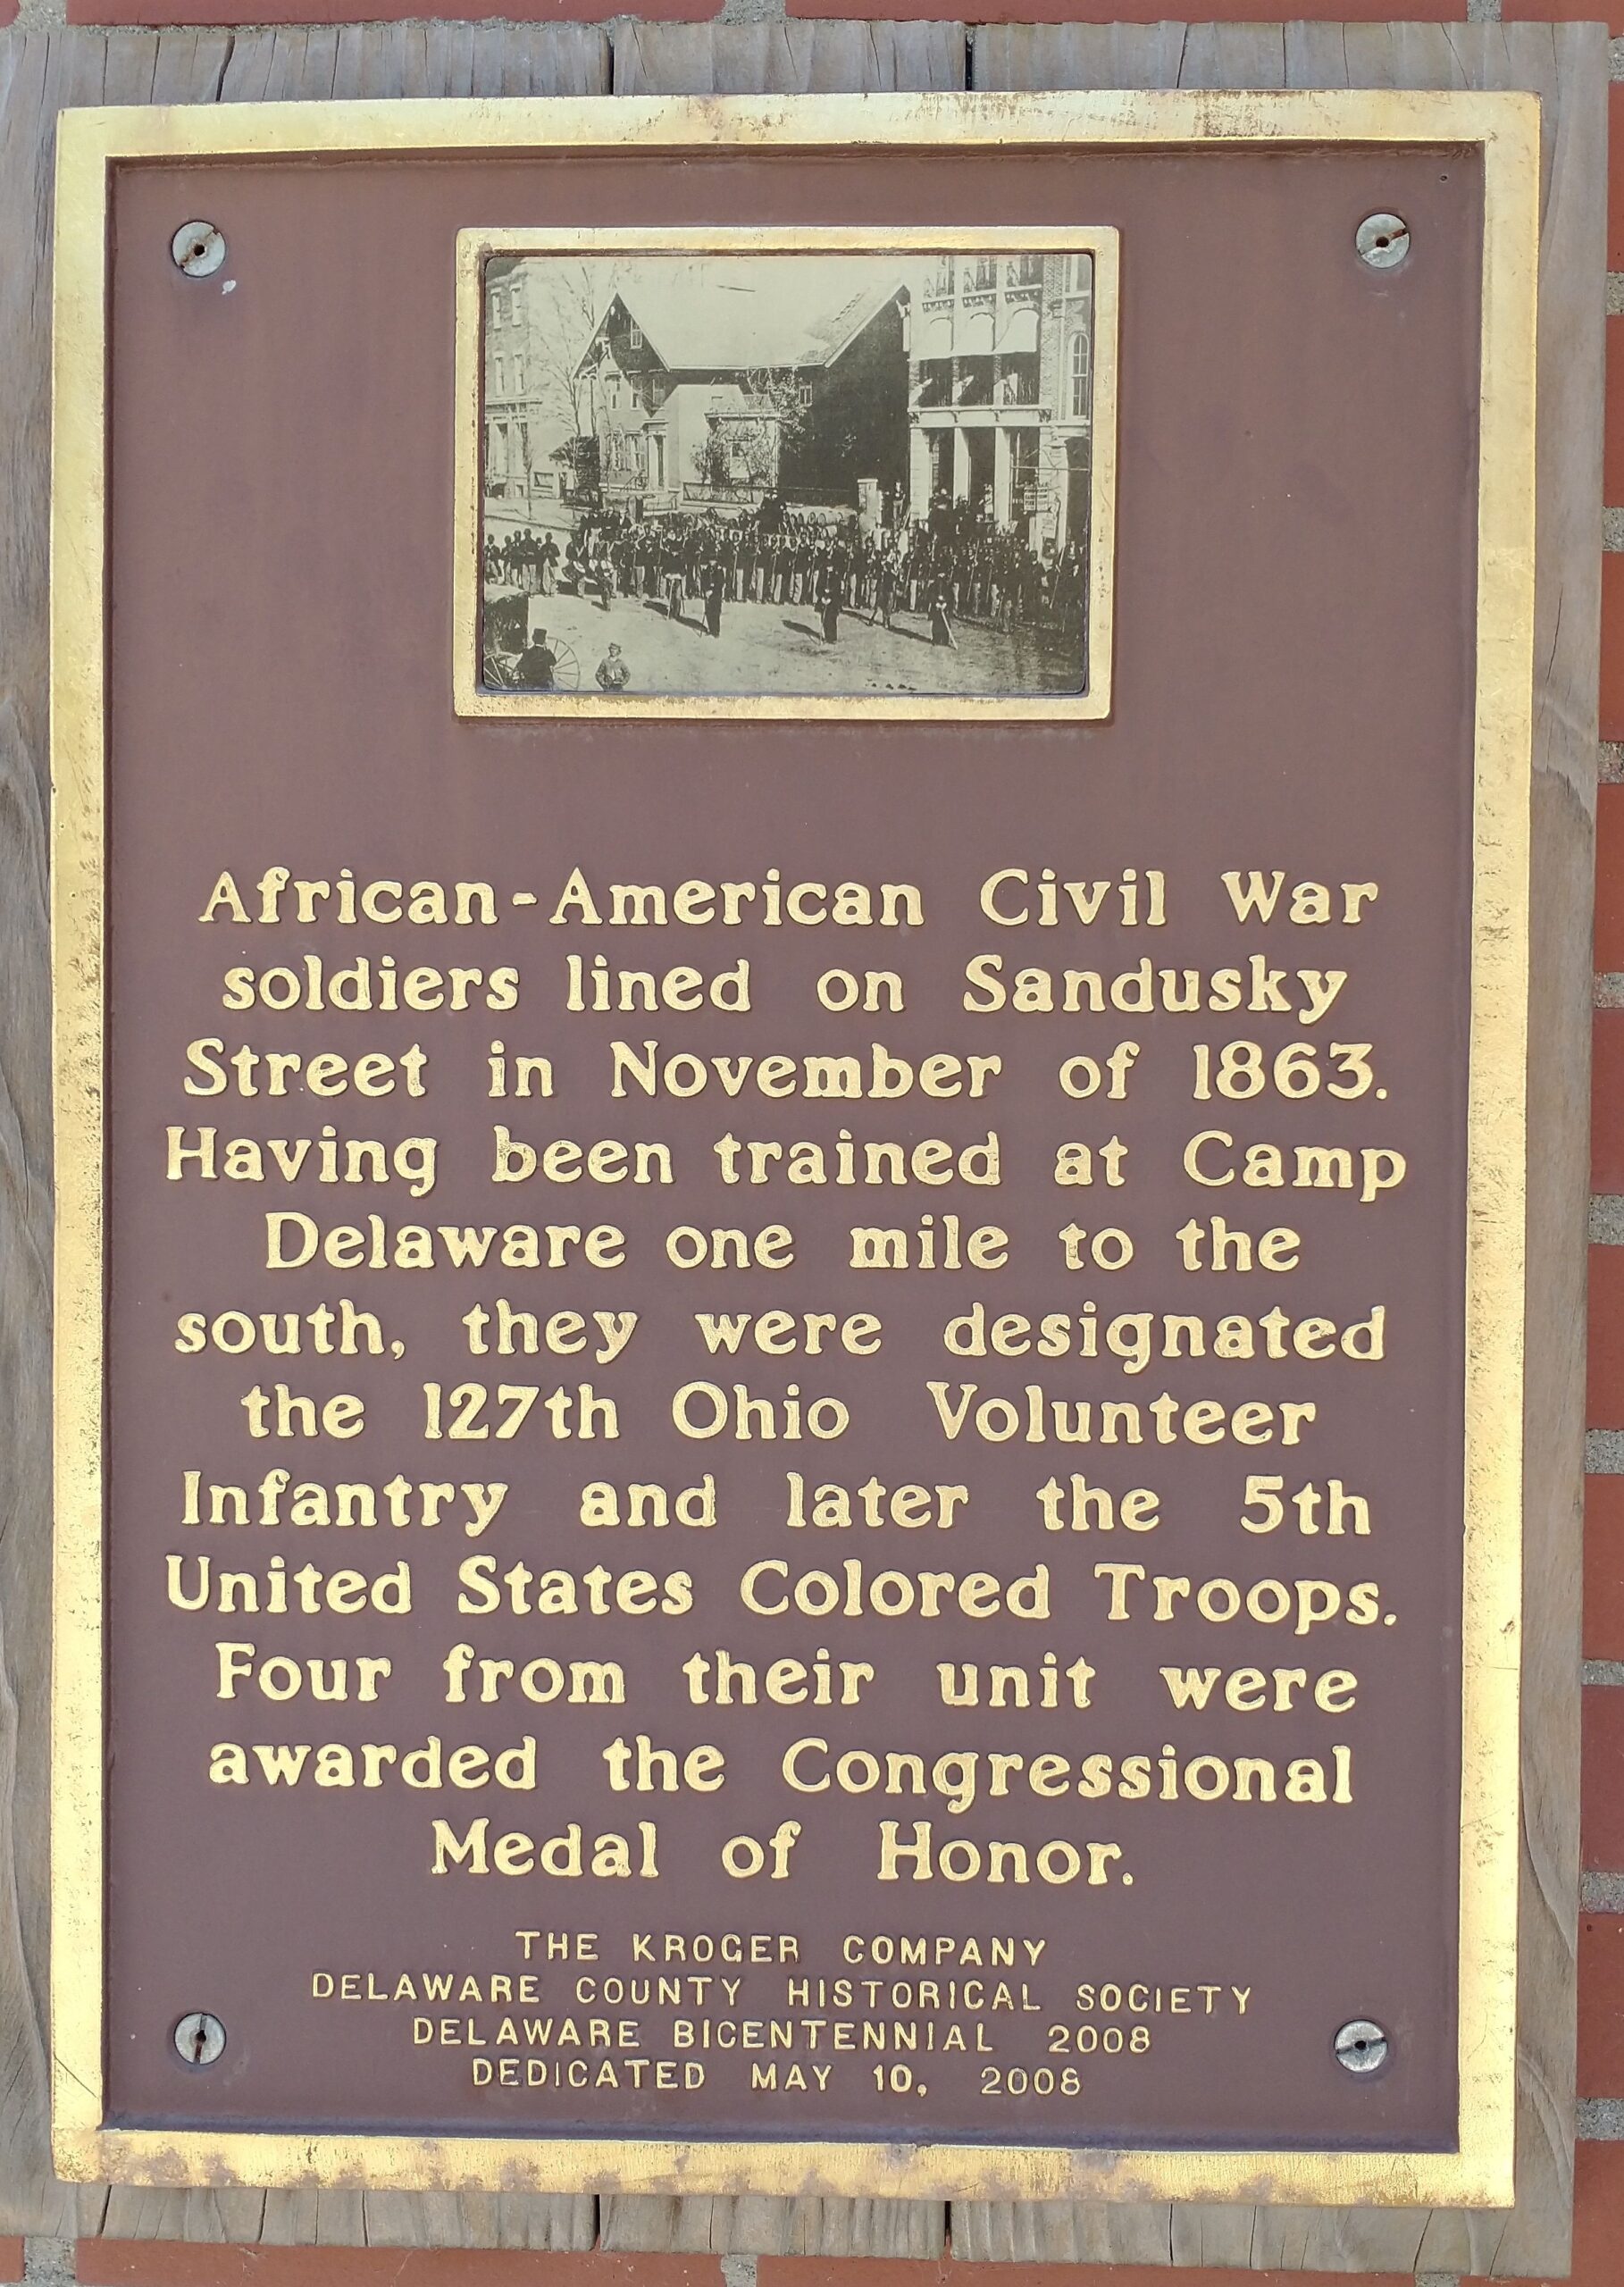 African-American Civil War
soldiers lined on Sandusky
Street in November of 1863.
Having been trained at Camp
Delaware one mile to the
south, they were designated
the 127th Ohio Volunteer
Infantry and later the 5th
United States Colored Troops.
Four from their unit were
awarded the Congressional
Medal of Honor.
THE KROGER COMPANY
DELAWARE COUNTY HISTORICAL SOCIETY
DELAWARE BICENTENNIAL 2008
DEDICATED MAY 10, 2008